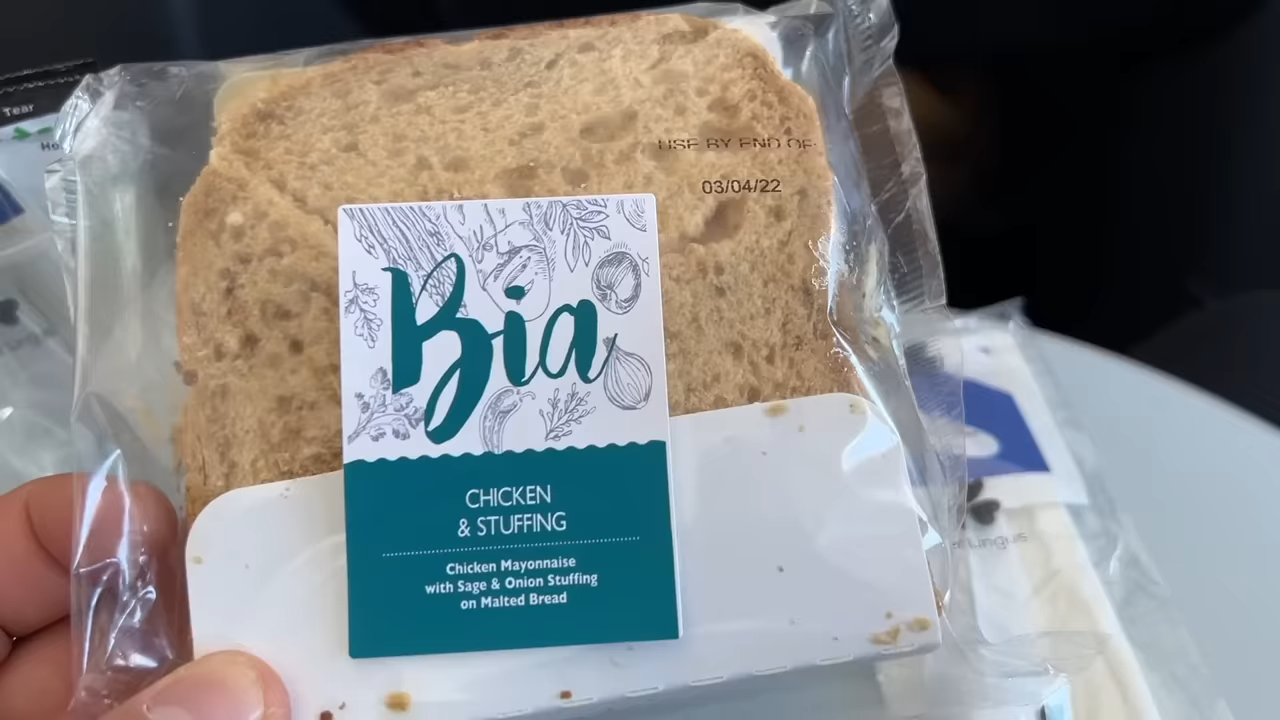 Tear
USE BY END OF
03/04/22
Bia
CHICKEN
& STUFFING
Chicken Mayonnaise
with Sage & Onion Stuffing
on Malted Bread